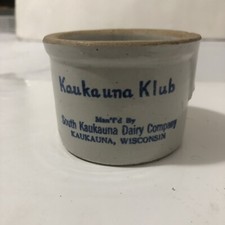 Kaukauna Klub
Man'f'd By
South Kaukauna Dairy Company
KAUKAUNA, WISCONSIN